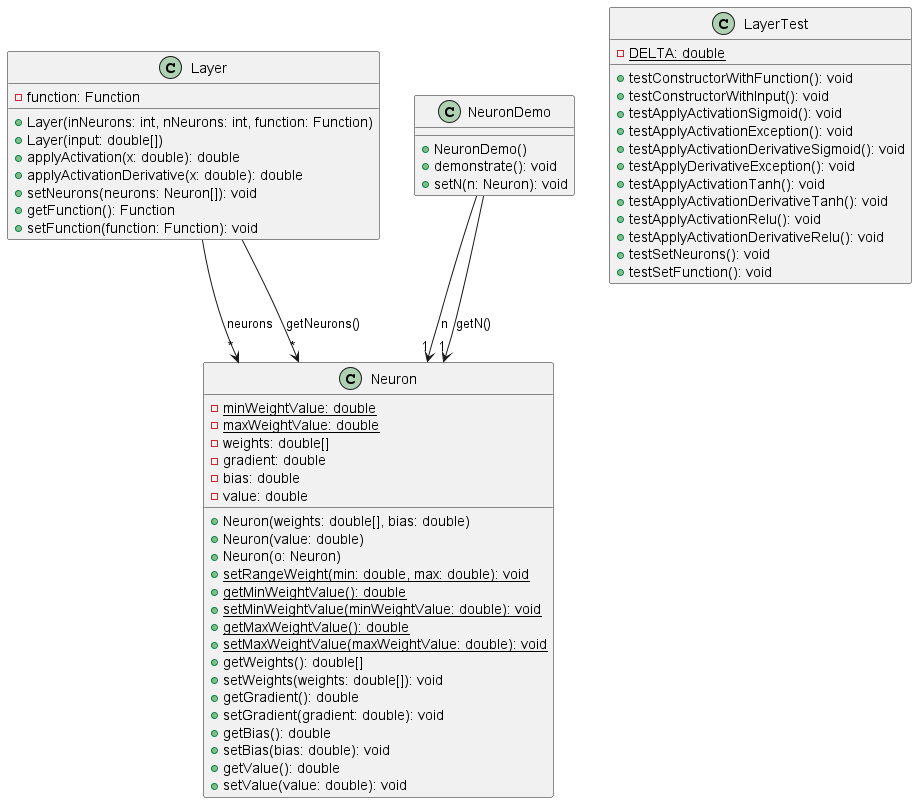 C Layer
function: Function
Layer(inNeurons: int, nNeurons: int, function: Function)
Layer(input: double[])
applyActivation(x: double): double
applyActivationDerivative(x: double): double
setNeurons(neurons: Neuron[]): void
getFunction(): Function
setFunction(function: Function): void
C NeuronDemo
NeuronDemo()
demonstrate(): void
setN(n: Neuron): void
C LayerTest
DELTA: double
testConstructorWithFunction(): void
testConstructorWithInput(): void
testApplyActivationSigmoid(): void
testApplyActivationException(): void
testApplyActivationDerivativeSigmoid(): void
testApplyDerivativeException(): void
testApplyActivationTanh(): void
testApplyActivationDerivativeTanh(): void
testApplyActivationRelu(): void
testApplyActivationDerivativeRelu(): void
testSetNeurons(): void
testSetFunction(): void
neurons
*
getNeurons()
*
n
1
getN()
1
C Neuron
minWeightValue: double
maxWeightValue: double
weights: double[]
gradient: double
bias: double
value: double
Neuron(weights: double[], bias: double)
Neuron(value: double)
Neuron(o: Neuron)
setRangeWeight(min: double, max: double): void
getMinWeightValue(): double
setMinWeightValue(minWeightValue: double): void
getMaxWeightValue(): double
setMaxWeightValue(maxWeightValue: double): void
getWeights(): double[]
setWeights(weights: double[]): void
getGradient(): double
setGradient(gradient: double): void
getBias(): double
setBias(bias: double): void
getValue(): double
setValue(value: double): void